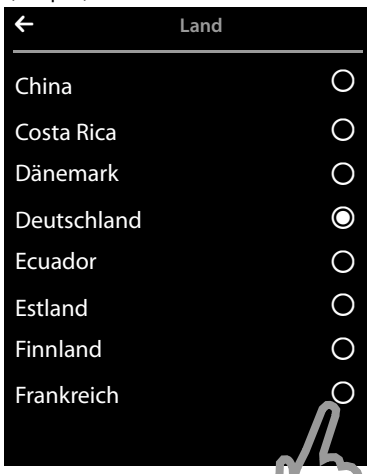 Land
China
Costa Rica
Dänemark
Deutschland
Ecuador
Estland
Finnland
Frankreich